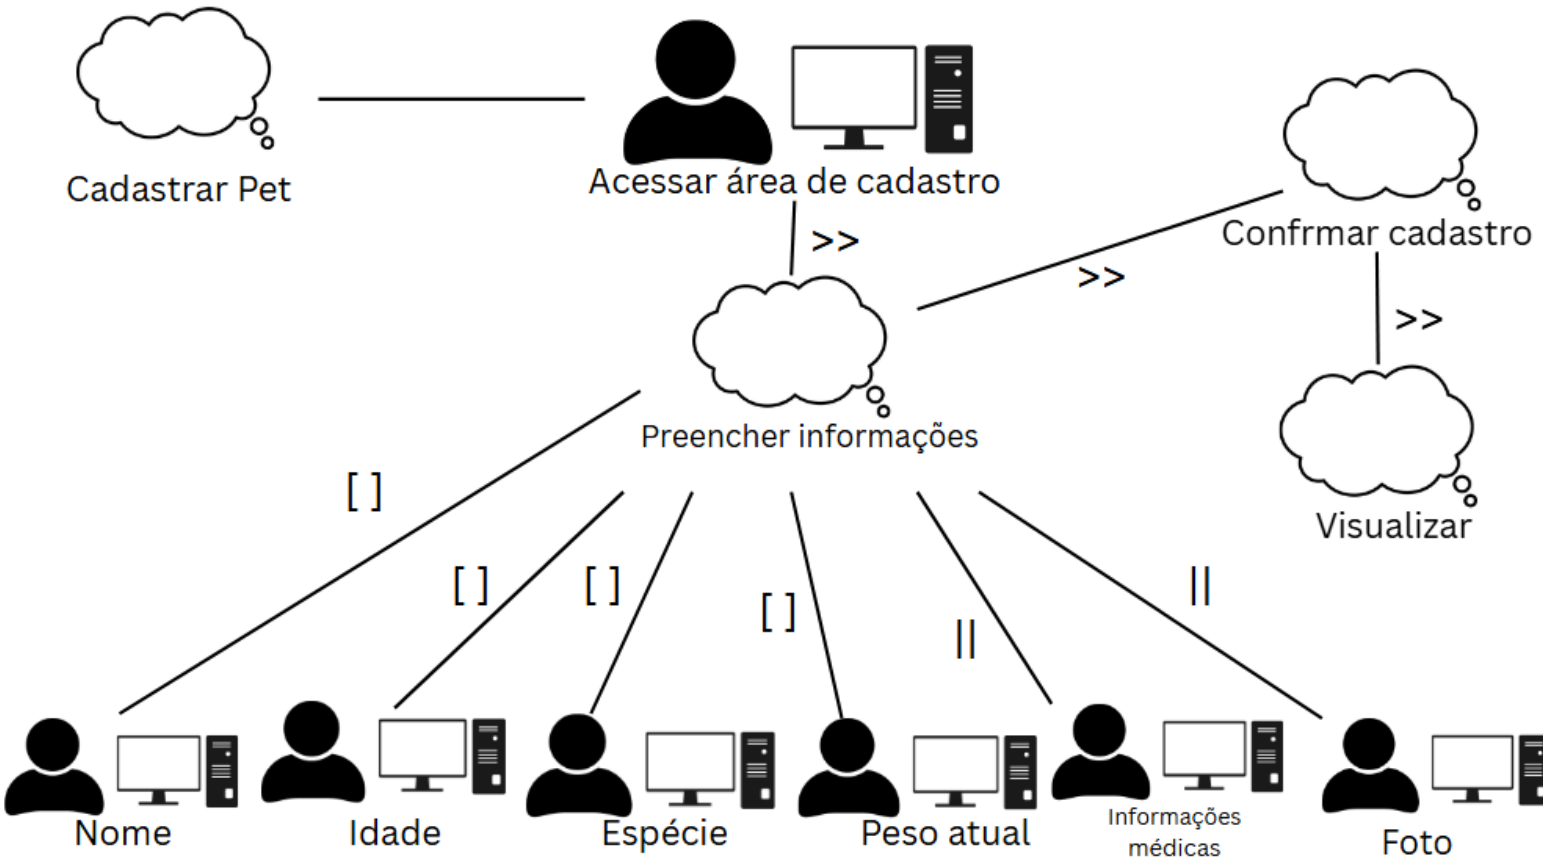 Cadastrar Pet
Acessar área de cadastro
>>
Confrmar cadastro
>>
>>
Preencher informações
Visualizar
[ ]
[ ]
[ ]
[ ]
||
||
Nome
Idade
Espécie
Peso atual
Informações
médicas
Foto